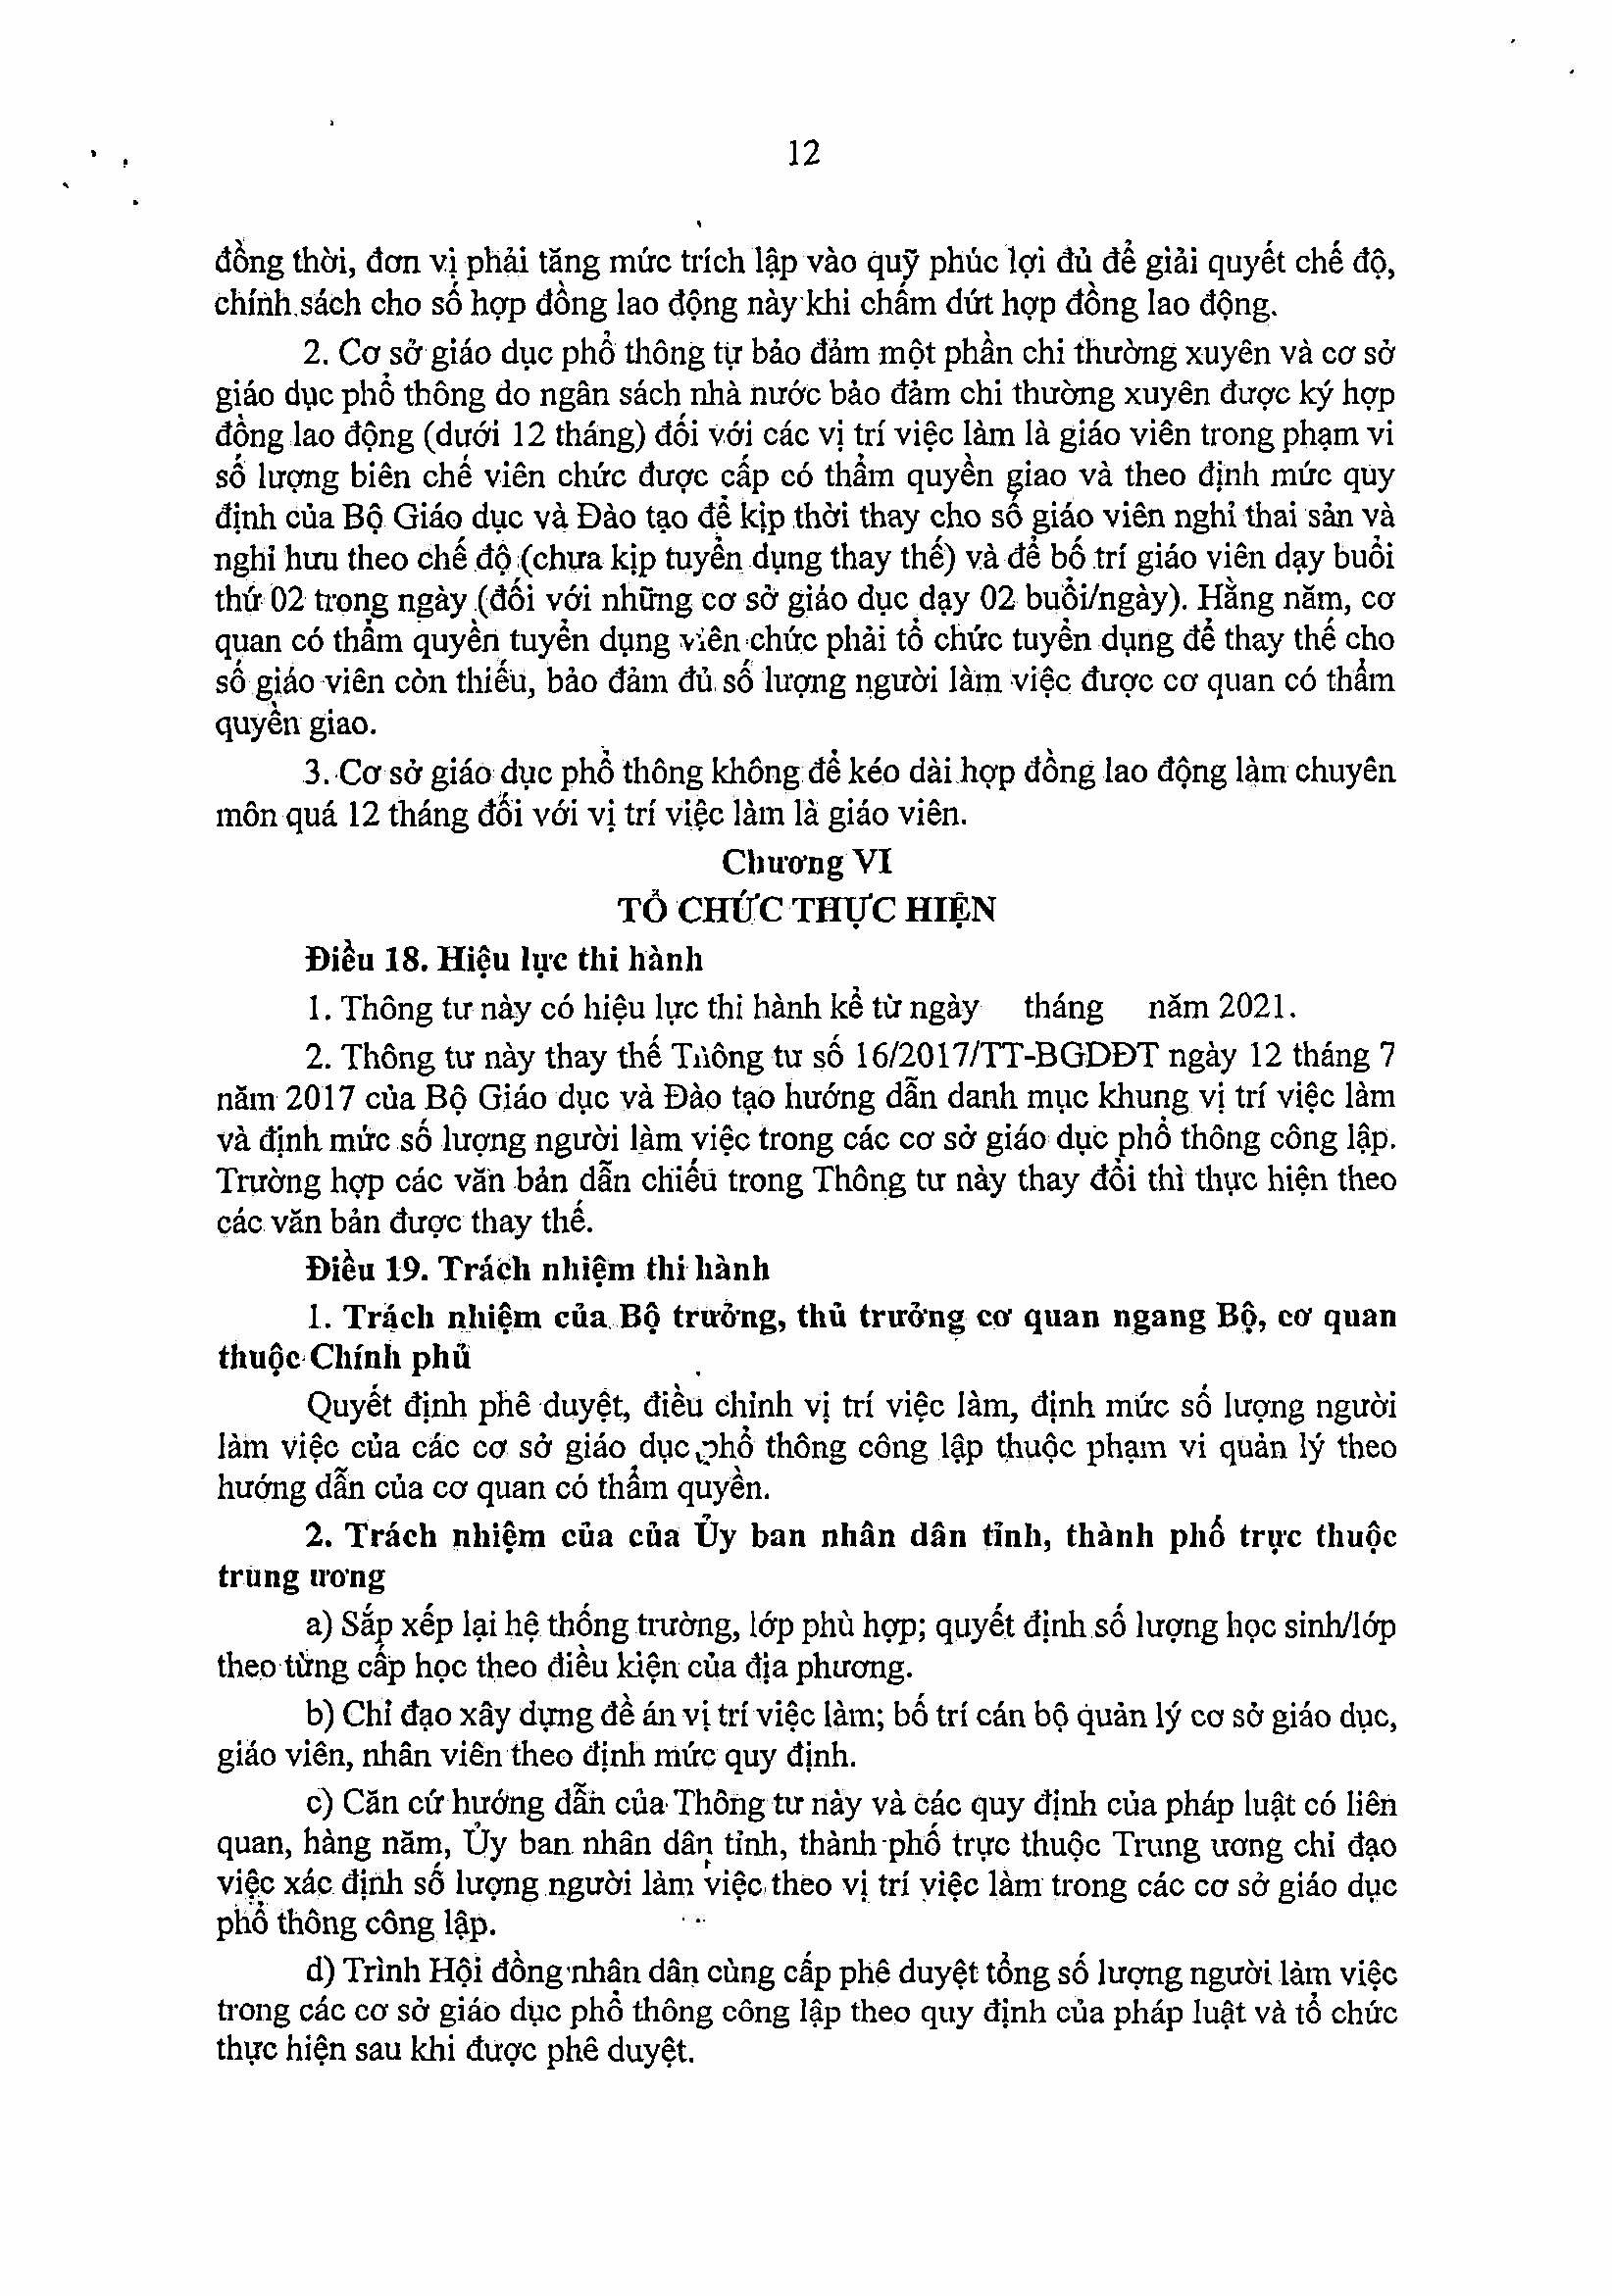 12
đồng thời, đơn vị phải tăng mức trích lập vào quỹ phúc lợi đủ để giải quyết chế độ,
chính sách cho số hợp đồng lao động này khi chấm dứt hợp đồng lao động.
2. Cơ sở giáo dục phổ thông tự bảo đảm một phần chi thường xuyên và cơ sở
giáo dục phổ thông do ngân sách nhà nước bảo đảm chi thường xuyên được ký hợp
đồng lao động (dưới 12 tháng) đối với các vị trí việc làm là giáo viên trong phạm vi
số lượng biên chế viên chức được cấp có thẩm quyền giao và theo định mức quy
định của Bộ Giáo dục và Đào tạo để kịp thời thay cho số giáo viên nghỉ thai sản và
nghỉ hưu theo chế độ (chưa kịp tuyển dụng thay thế) và để bố trí giáo viên dạy buổi
thứ 02 trong ngày (đối với những cơ sở giáo dục dạy 02 buổi/ngày). Hằng năm, cơ
quan có thẩm quyền tuyển dụng viên chức phải tổ chức tuyển dụng để thay thế cho
số giáo viên còn thiếu, bảo đảm đủ số lượng người làm việc được cơ quan có thẩm
quyền giao.
3. Cơ sở giáo dục phổ thông không để kéo dài hợp đồng lao động làm chuyên
môn quá 12 tháng đối với vị trí việc làm là giáo viên.
Chương VI
TỔ CHỨC THỰC HIỆN
Điều 18. Hiệu lực thi hành
1. Thông tư này có hiệu lực thi hành kể từ ngày tháng năm 2021.
2. Thông tư này thay thế Thông tư số 16/2017/TT-BGDĐT ngày 12 tháng 7
năm 2017 của Bộ Giáo dục và Đào tạo hướng dẫn danh mục khung vị trí việc làm
và định mức số lượng người làm việc trong các cơ sở giáo dục phổ thông công lập.
Trường hợp các văn bản dẫn chiếu trong Thông tư này thay đổi thì thực hiện theo
các văn bản được thay thế.
Điều 19. Trách nhiệm thi hành
1. Trách nhiệm của Bộ trưởng, thủ trưởng cơ quan ngang Bộ, cơ quan
thuộc Chính phủ
Quyết định phê duyệt, điều chỉnh vị trí việc làm, định mức số lượng người
làm việc của các cơ sở giáo dục phổ thông công lập thuộc phạm vi quản lý theo
hướng dẫn của cơ quan có thẩm quyền.
2. Trách nhiệm của của Ủy ban nhân dân tỉnh, thành phố trực thuộc
trung ương
a) Sắp xếp lại hệ thống trường, lớp phù hợp; quyết định số lượng học sinh/lớp
theo từng cấp học theo điều kiện của địa phương.
b) Chỉ đạo xây dựng đề án vị trí việc làm; bố trí cán bộ quản lý cơ sở giáo dục,
giáo viên, nhân viên theo định mức quy định.
c) Căn cứ hướng dẫn của Thông tư này và các quy định của pháp luật có liên
quan, hàng năm, Ủy ban nhân dân tỉnh, thành phố trực thuộc Trung ương chỉ đạo
việc xác định số lượng người làm việc theo vị trí việc làm trong các cơ sở giáo dục
phổ thông công lập.
d) Trình Hội đồng nhân dân cùng cấp phê duyệt tổng số lượng người làm việc
trong các cơ sở giáo dục phổ thông công lập theo quy định của pháp luật và tổ chức
thực hiện sau khi được phê duyệt.